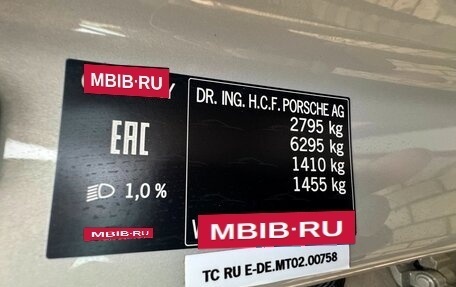 MBIB-RU
DR. ING. H.C.F. PORSCHE AG
2795 kg
6295 kg
1410 kg
1455 kg
EAC
1,0 %
MBIB-RU
MBIB-RU
TC RU E-DE.MT02.00758